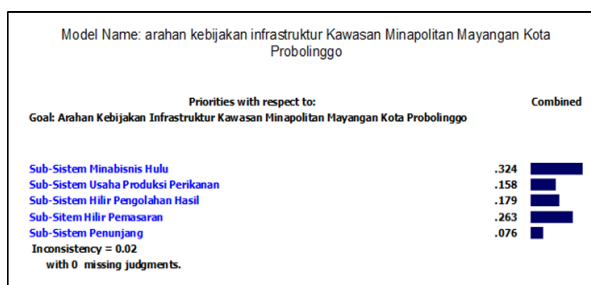 Model Name: arahan kebijakan infrastruktur Kawasan Minapolitan Mayangan Kota
Probolinggo
Priorities with respect to: Combined
Goal: Arahan Kebijakan Infrastruktur Kawasan Minapolitan Mayangan Kota Probolinggo
Sub-Sistem Minabisnis Hulu .324
Sub-Sistem Usaha Produksi Perikanan .158
Sub-Sistem Hilir Pengolahan Hasil .179
Sub-Sitem Hilir Pemasaran .263
Sub-Sistem Penunjang .076
Inconsistency = 0.02
with 0 missing judgments.